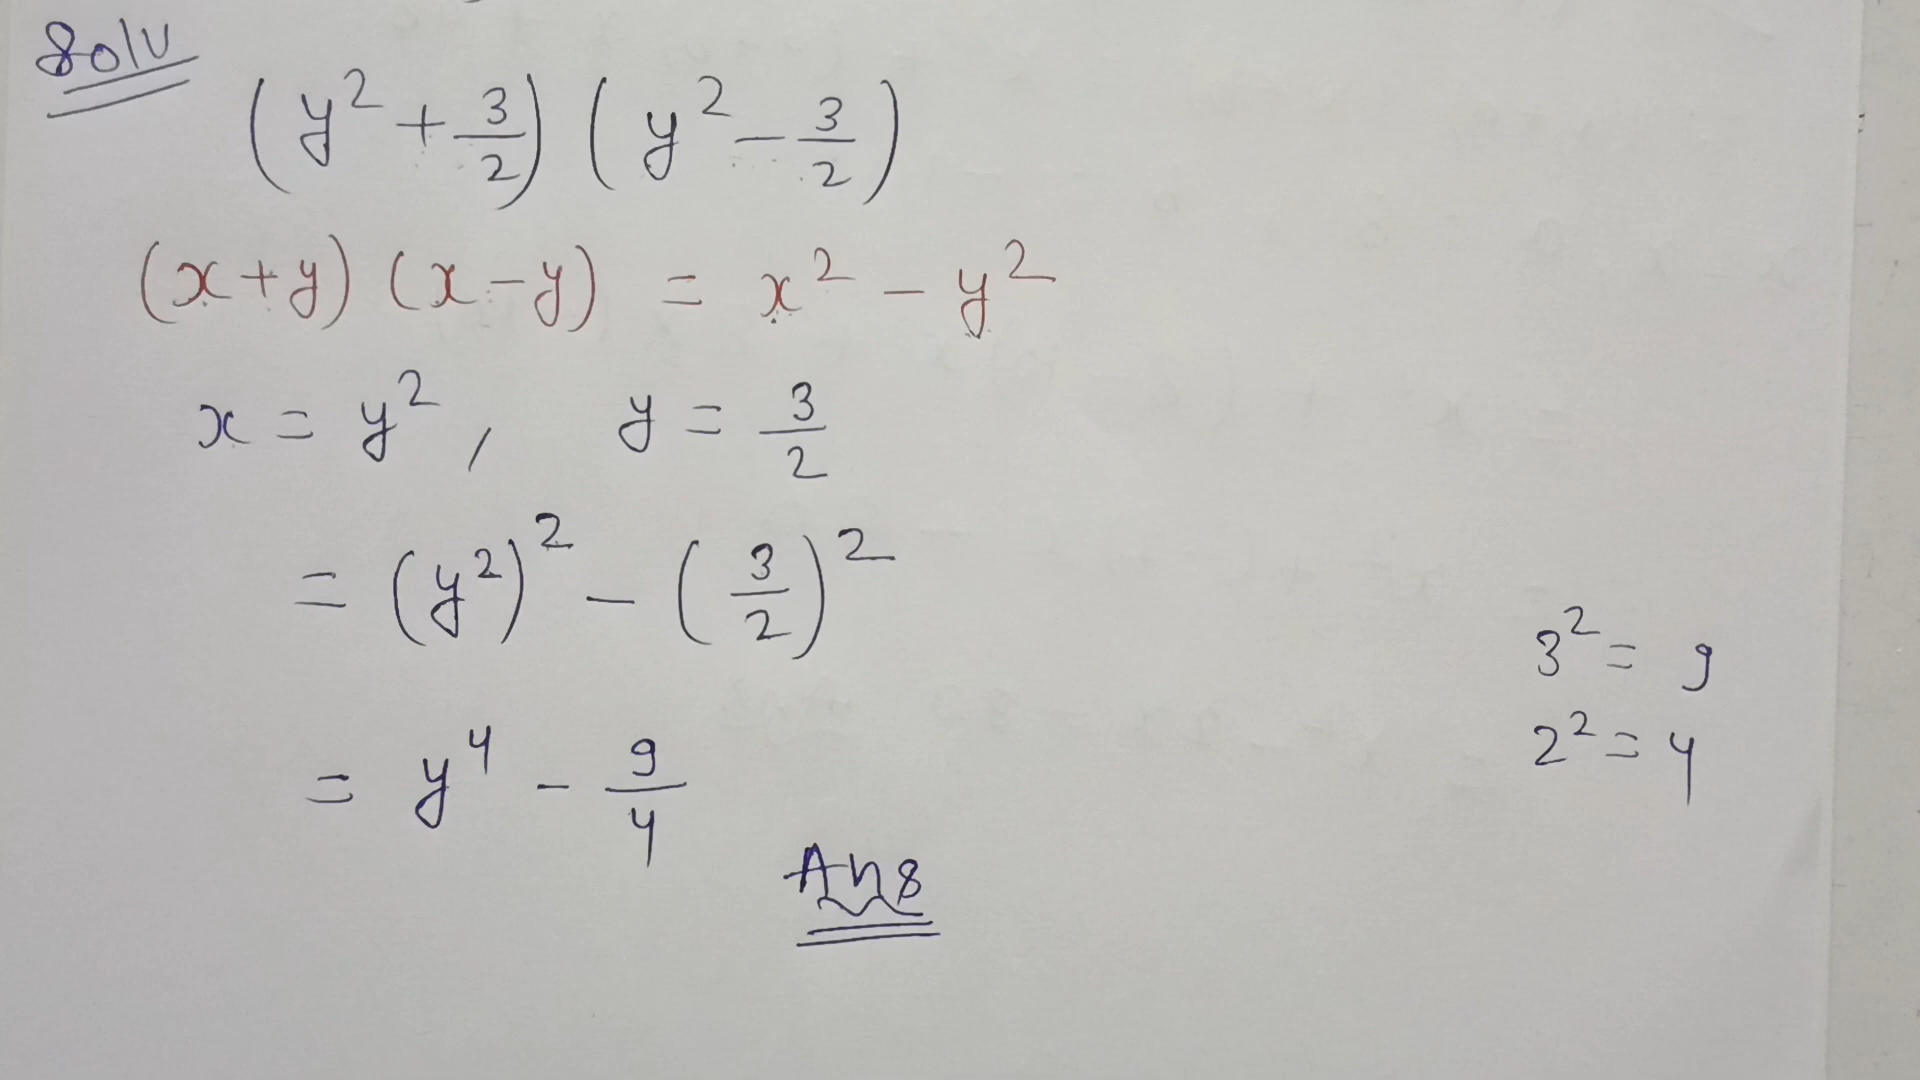 Solv
(y² + 3/2) (y² - 3/2)
(x+y) (x-y) = x² - y²
x = y² , y = 3/2
= (y²)² - (3/2)²
3² = 9
2² = 4
= y⁴ - 9/4
Ans